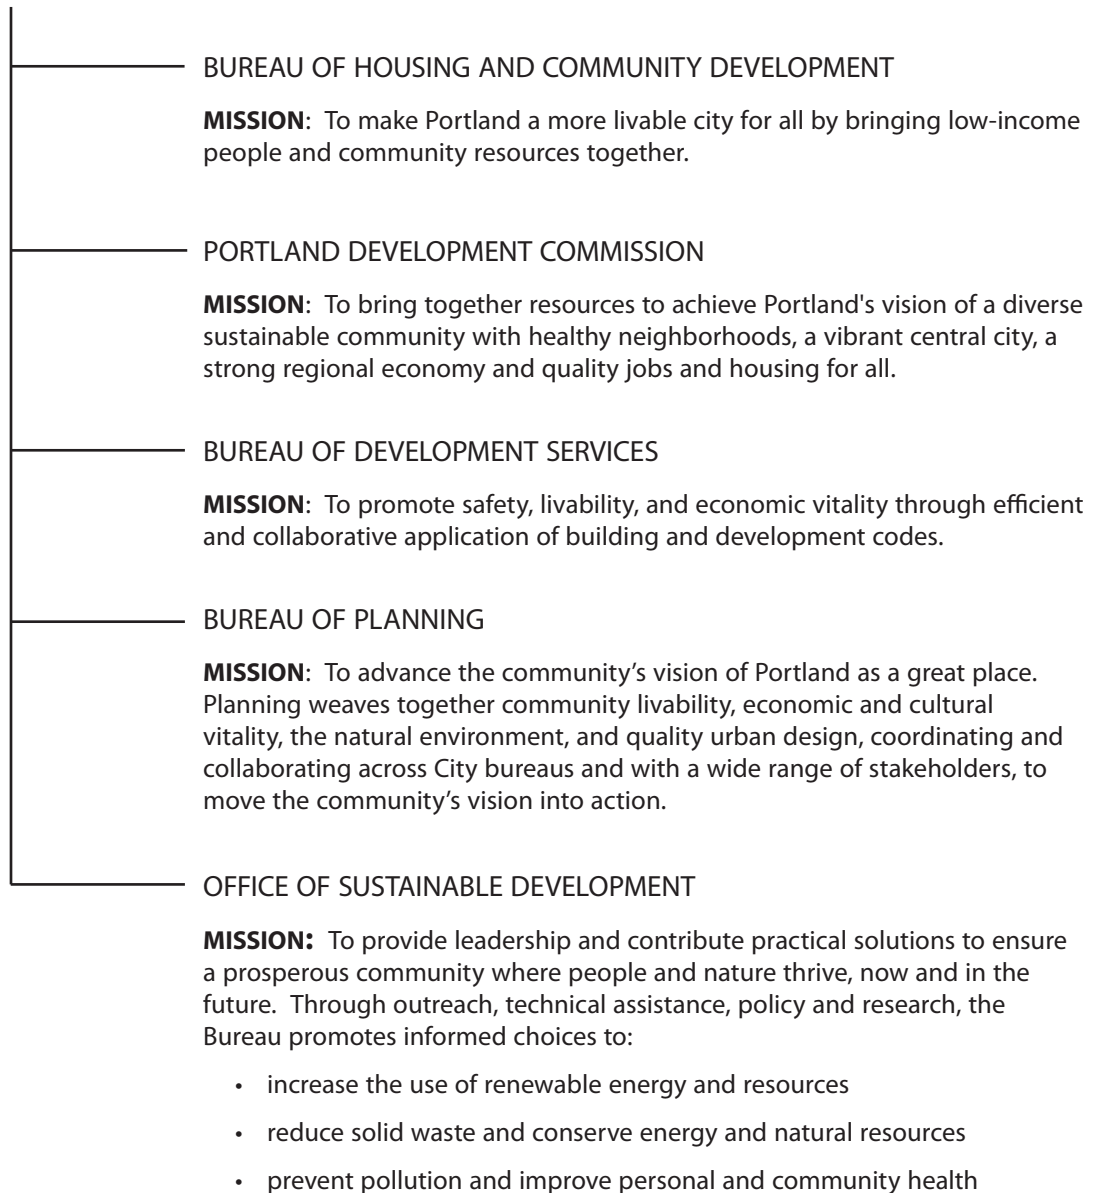 BUREAU OF HOUSING AND COMMUNITY DEVELOPMENT
MISSION:  To make Portland a more livable city for all by bringing low-income
people and community resources together.
PORTLAND DEVELOPMENT COMMISSION
MISSION:  To bring together resources to achieve Portland's vision of a diverse
sustainable community with healthy neighborhoods, a vibrant central city, a
strong regional economy and quality jobs and housing for all.
BUREAU OF DEVELOPMENT SERVICES
MISSION:  To promote safety, livability, and economic vitality through efficient
and collaborative application of building and development codes.
BUREAU OF PLANNING
MISSION:  To advance the community’s vision of Portland as a great place.
Planning weaves together community livability, economic and cultural
vitality, the natural environment, and quality urban design, coordinating and
collaborating across City bureaus and with a wide range of stakeholders, to
move the community’s vision into action.
OFFICE OF SUSTAINABLE DEVELOPMENT
MISSION:  To provide leadership and contribute practical solutions to ensure
a prosperous community where people and nature thrive, now and in the
future.  Through outreach, technical assistance, policy and research, the
Bureau promotes informed choices to:
• increase the use of renewable energy and resources
• reduce solid waste and conserve energy and natural resources
• prevent pollution and improve personal and community health